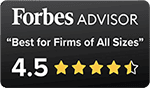 Forbes ADVISOR
“Best for Firms of All Sizes”
4.5